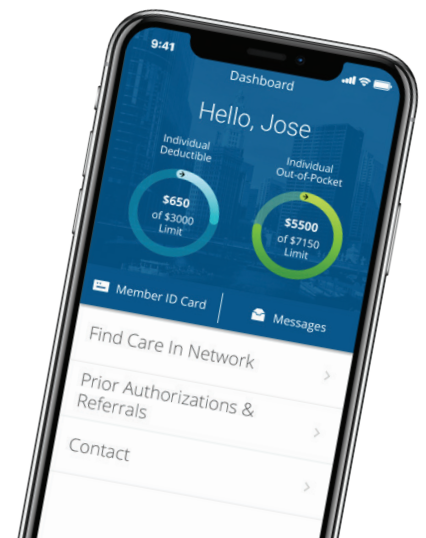 9:41
Dashboard
Hello, Jose
Individual
Deductible
$650
of $3000
Limit
Individual
Out-of-Pocket
$5500
of $7150
Limit
Member ID Card
Messages
Find Care In Network
Prior Authorizations &
Referrals
Contact